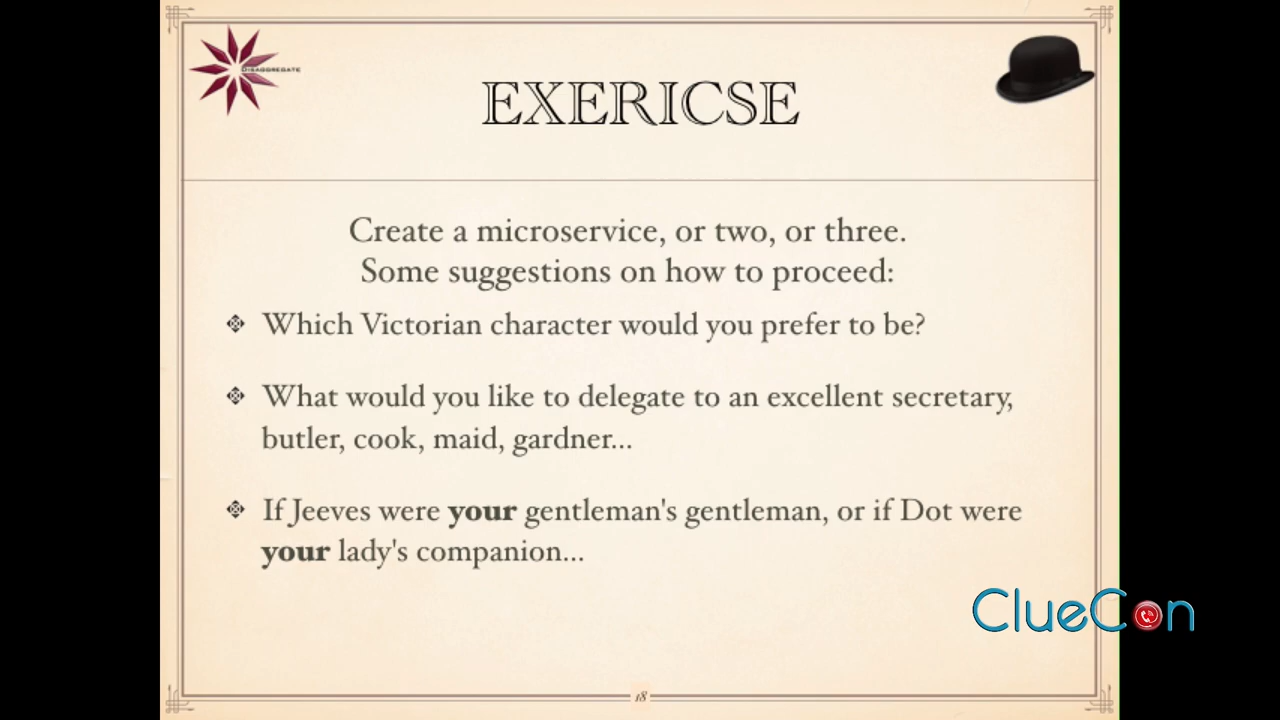 DISAGGREGATE
EXERICSE
Create a microservice, or two, or three.
Some suggestions on how to proceed:
Which Victorian character would you prefer to be?
What would you like to delegate to an excellent secretary,
butler, cook, maid, gardner...
If Jeeves were your gentleman's gentleman, or if Dot were
your lady's companion...
ClueCon
18